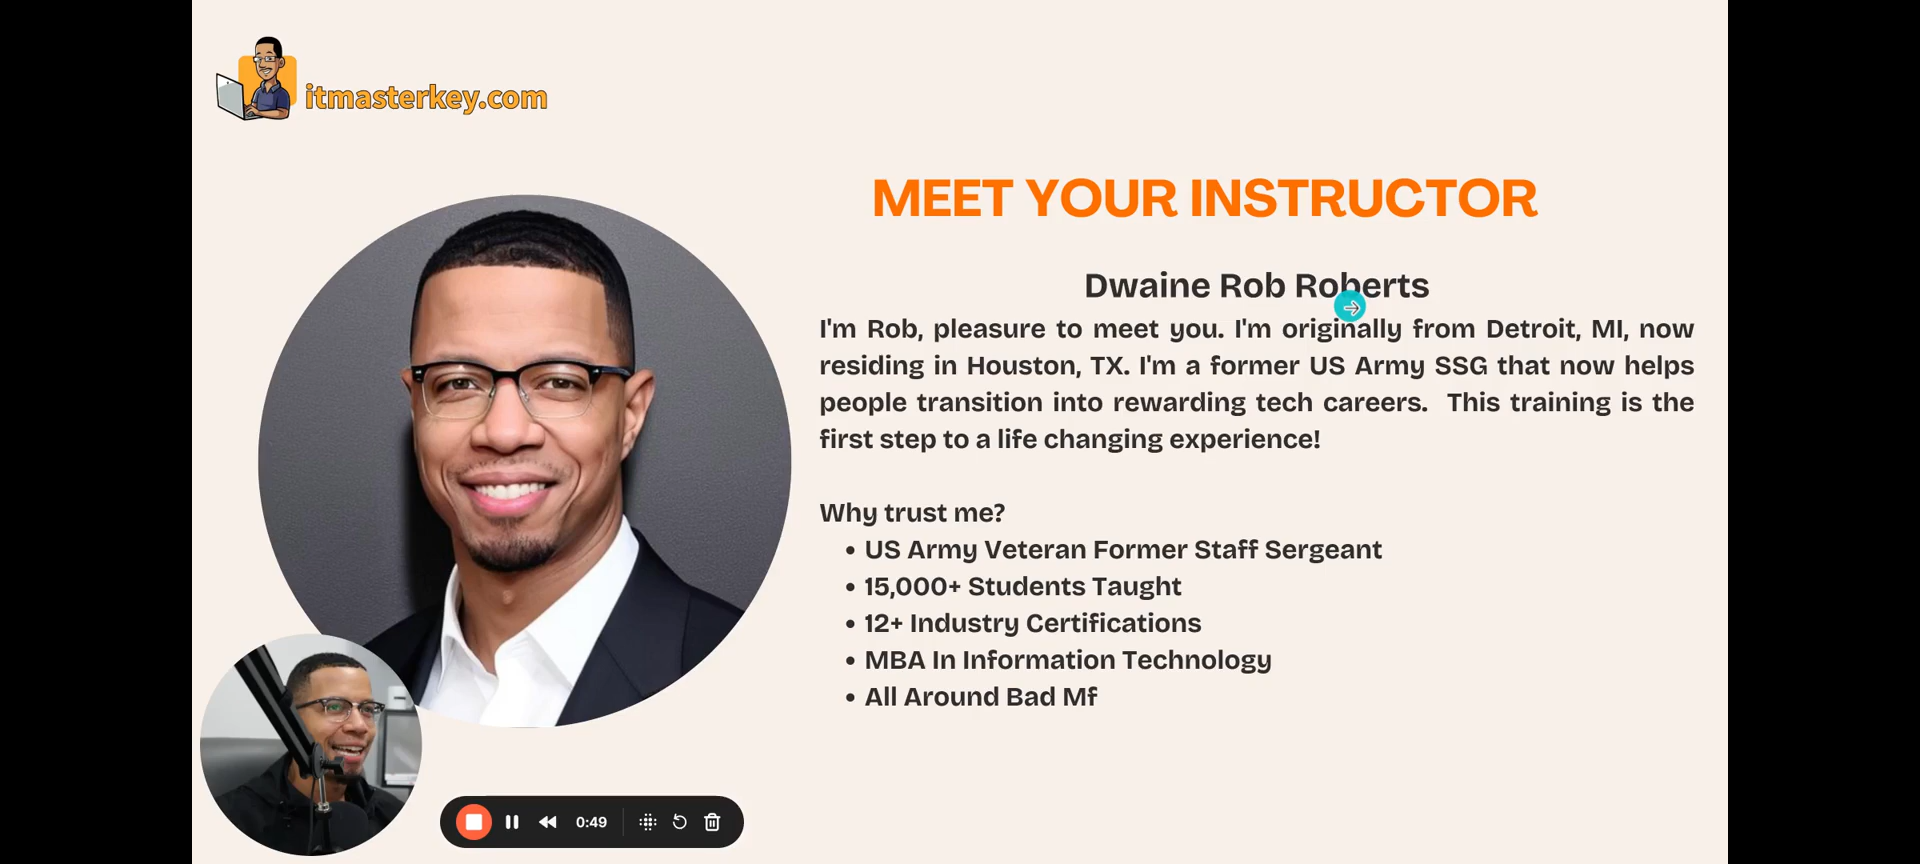 itmasterkey.com
MEET YOUR INSTRUCTOR
Dwaine Rob Roberts
I'm Rob, pleasure to meet you. I'm originally from Detroit, MI, now
residing in Houston, TX. I'm a former US Army SSG that now helps
people transition into rewarding tech careers.  This training is the
first step to a life changing experience!
Why trust me?
• US Army Veteran Former Staff Sergeant
• 15,000+ Students Taught
• 12+ Industry Certifications
• MBA In Information Technology
• All Around Bad Mf
0:49